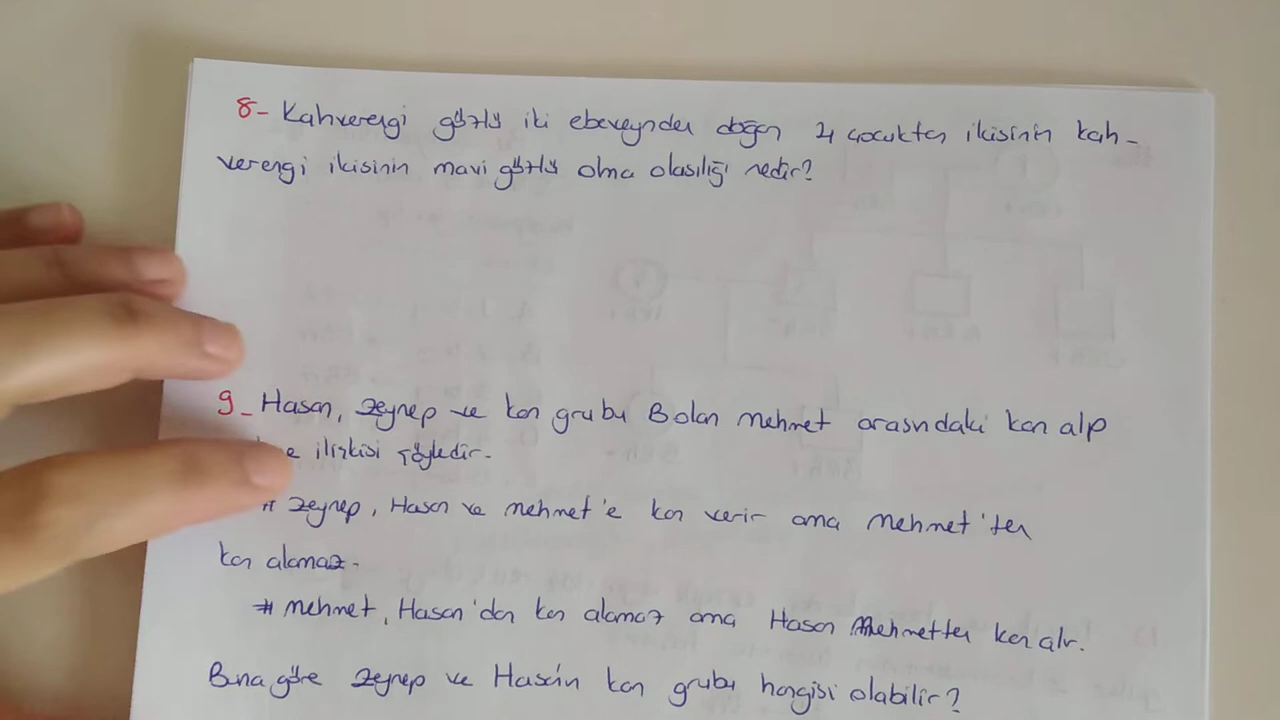 8- Kahverengi gözlü iki ebeveynden doğan 4 çocuktan ikisinin kah-
verengi ikisinin mavi gözlü olma olasılığı nedir?
9- Hasan, Zeynep ve kan grubu B olan Mehmet arasındaki kan alıp
ilişkisi şöyledir.
* Zeynep, Hasan ve Mehmet'e kan verir ama Mehmet'ten
kan alamaz.
* Mehmet, Hasan'dan kan alamaz ama Hasan Mehmetten kan alır.
Buna göre Zeynep ve Hasan'ın kan grubu hangisi olabilir?